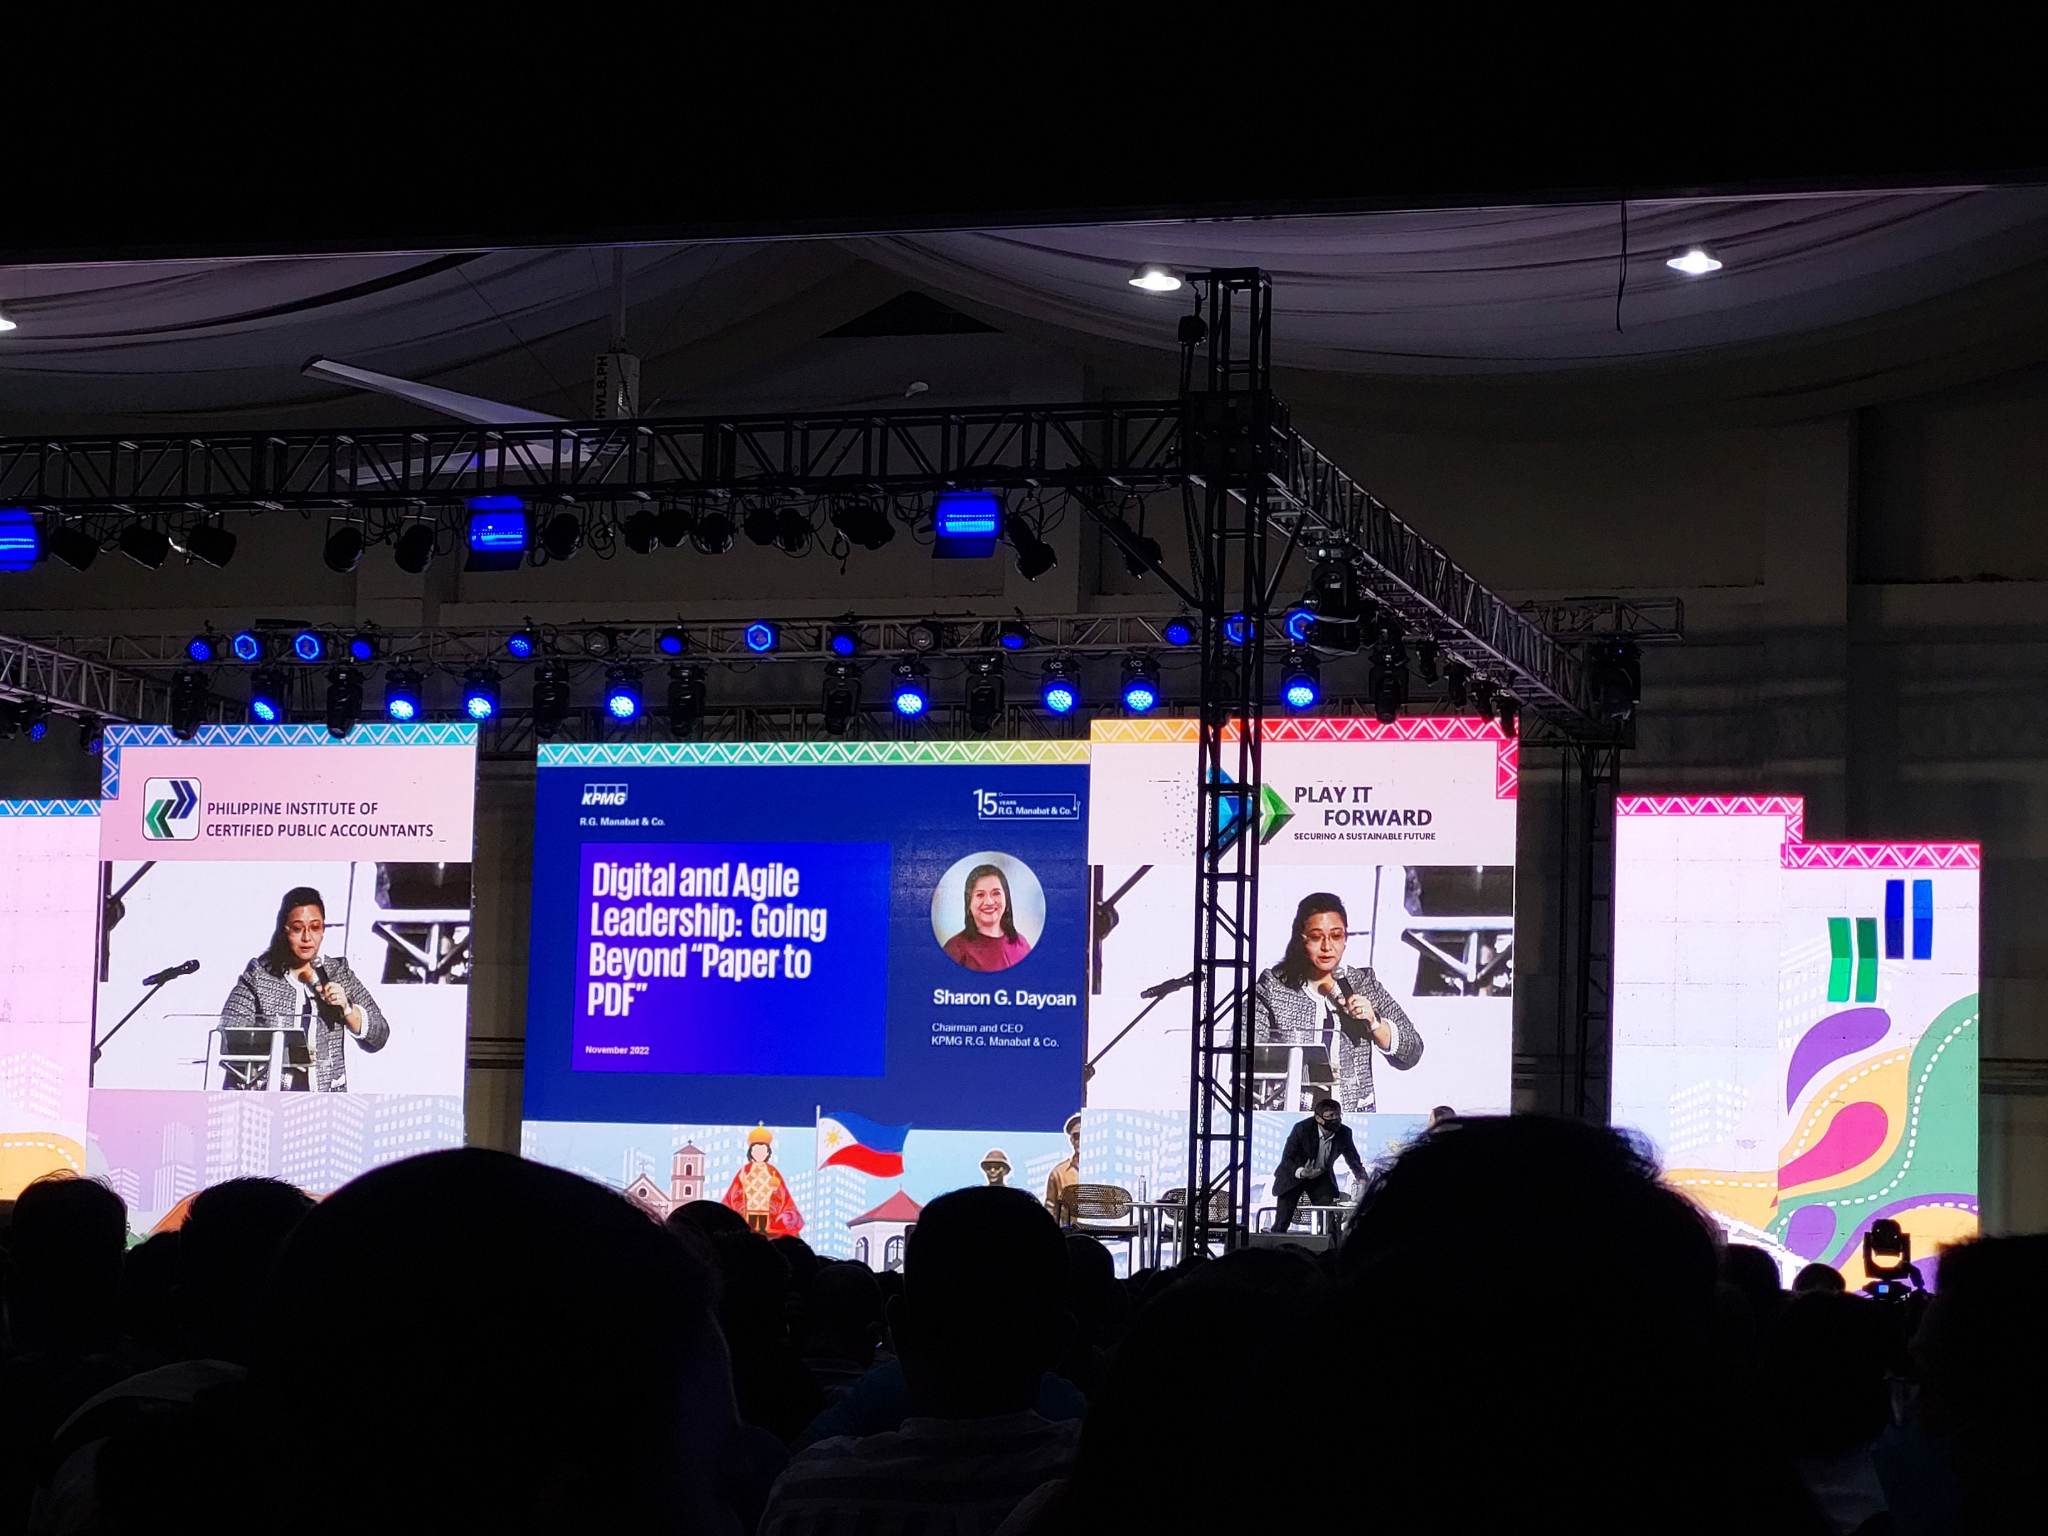 HVLS.PH
PHILIPPINE INSTITUTE OF
CERTIFIED PUBLIC ACCOUNTANTS
KPMG
R.G. Manabat & Co.
15 YEARS
R.G. Manabat & Co.
Digital and Agile
Leadership: Going
Beyond “Paper to
PDF”
November 2022
Sharon G. Dayoan
Chairman and CEO
KPMG R.G. Manabat & Co.
PLAY IT
FORWARD
SECURING A SUSTAINABLE FUTURE